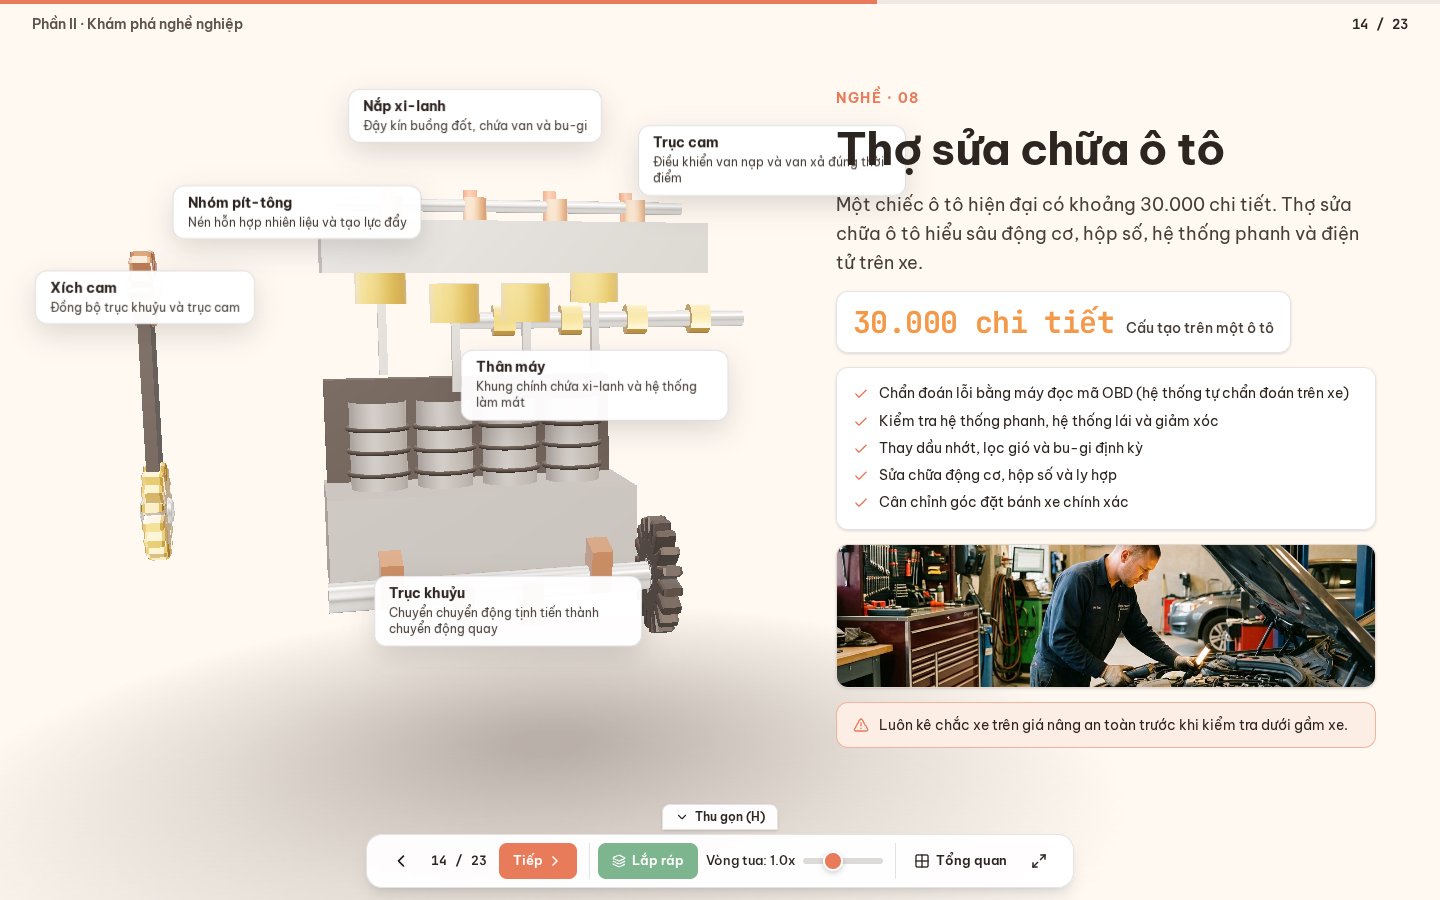 Phần II · Khám phá nghề nghiệp
14 / 23
Nắp xi-lanh
Đậy kín buồng đốt, chứa van và bu-gi
Trục cam
Điều khiển van nạp và van xả đúng thời
điểm
Nhóm pít-tông
Nén hỗn hợp nhiên liệu và tạo lực đẩy
Xích cam
Đồng bộ trục khuỷu và trục cam
Thân máy
Khung chính chứa xi-lanh và hệ thống
làm mát
Trục khuỷu
Chuyển chuyển động tịnh tiến thành
chuyển động quay
NGHỀ · 08
Thợ sửa chữa ô tô
Một chiếc ô tô hiện đại có khoảng 30.000 chi tiết. Thợ sửa
chữa ô tô hiểu sâu động cơ, hộp số, hệ thống phanh và điện
tử trên xe.
30.000 chi tiết Cấu tạo trên một ô tô
Chẩn đoán lỗi bằng máy đọc mã OBD (hệ thống tự chẩn đoán trên xe)
Kiểm tra hệ thống phanh, hệ thống lái và giảm xóc
Thay dầu nhớt, lọc gió và bu-gi định kỳ
Sửa chữa động cơ, hộp số và ly hợp
Cân chỉnh góc đặt bánh xe chính xác
Luôn kê chắc xe trên giá nâng an toàn trước khi kiểm tra dưới gầm xe.
Thu gọn (H)
14 / 23 Tiếp Lắp ráp Vòng tua: 1.0x Tổng quan